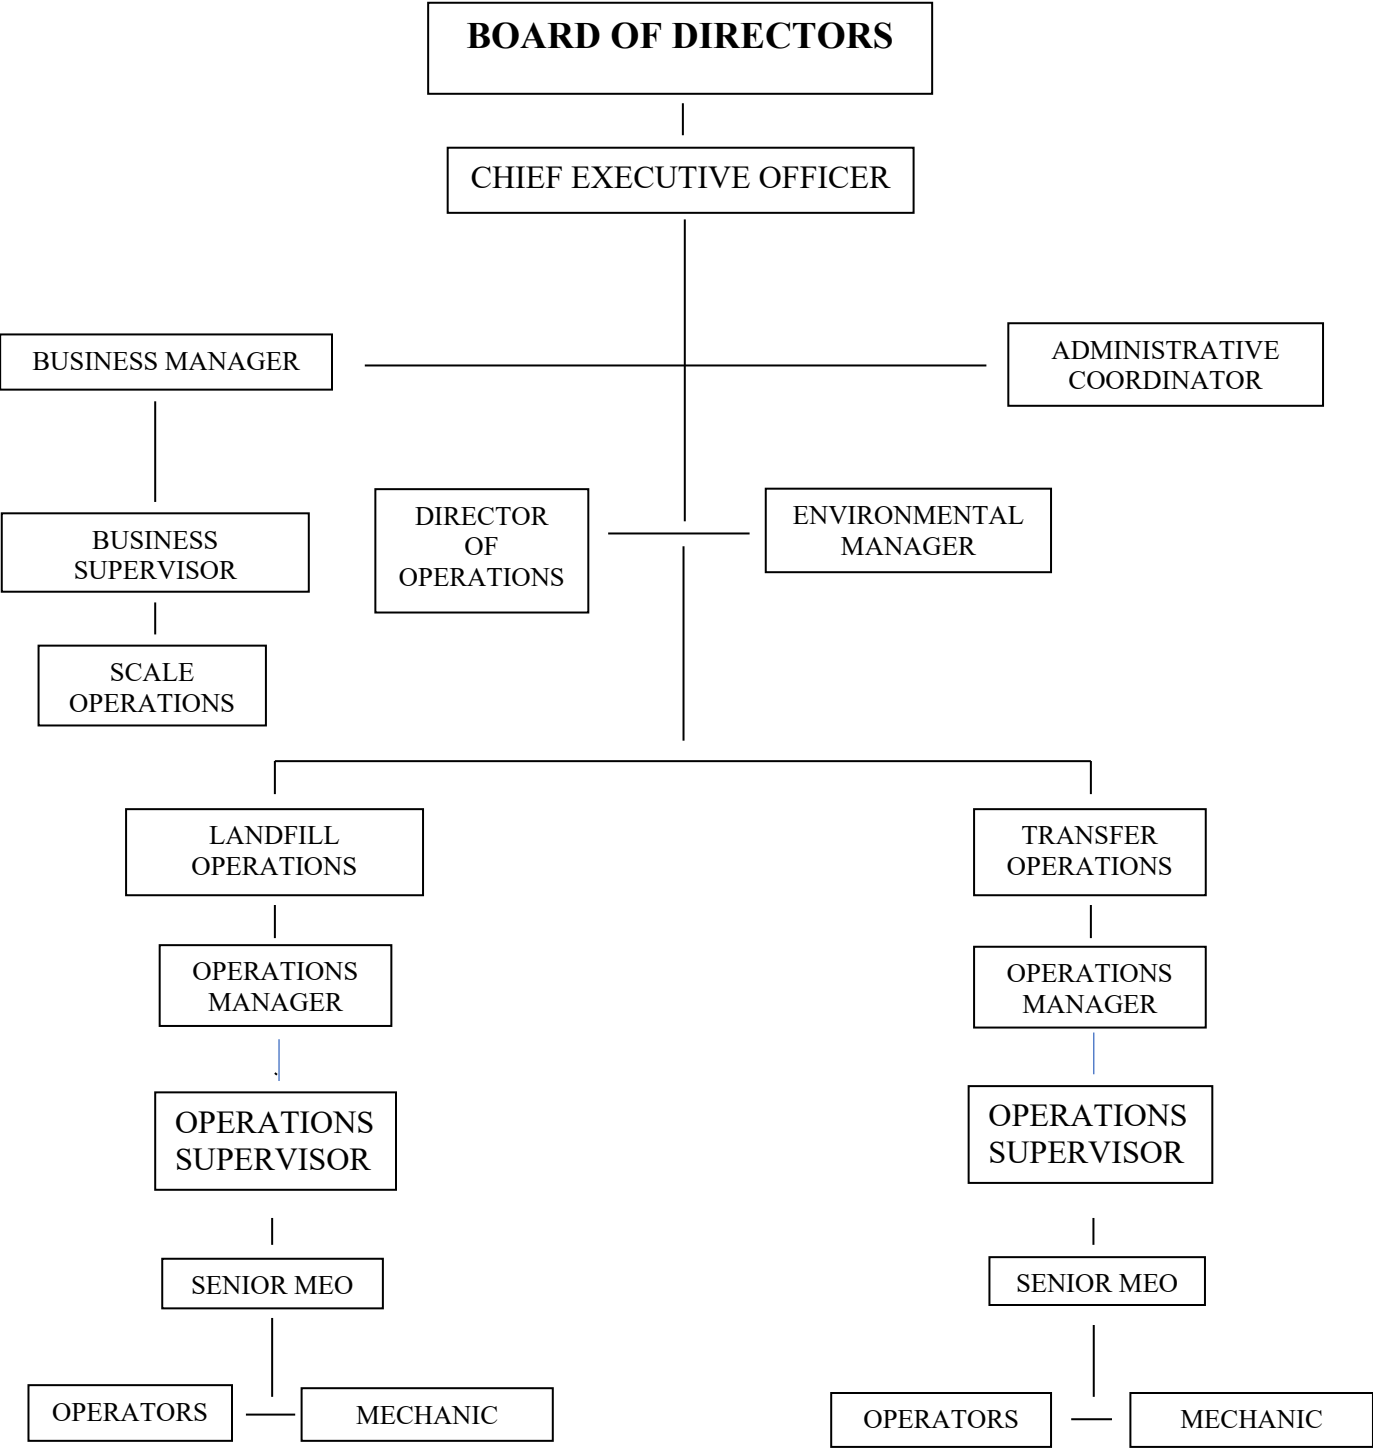 BOARD OF DIRECTORS
CHIEF EXECUTIVE OFFICER
BUSINESS MANAGER
ADMINISTRATIVE
COORDINATOR
DIRECTOR
OF
OPERATIONS
ENVIRONMENTAL
MANAGER
BUSINESS
SUPERVISOR
SCALE
OPERATIONS
LANDFILL
OPERATIONS
TRANSFER
OPERATIONS
OPERATIONS
MANAGER
OPERATIONS
MANAGER
OPERATIONS
SUPERVISOR
OPERATIONS
SUPERVISOR
SENIOR MEO
SENIOR MEO
OPERATORS
MECHANIC
OPERATORS
MECHANIC